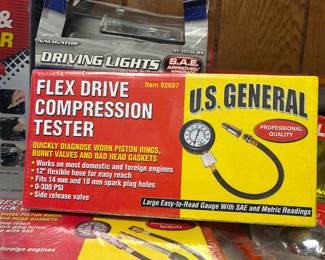 NAVIGATOR
DRIVING LIGHTS
S.A.E.
APPROVED
FLEX DRIVE
COMPRESSION
TESTER
Item 92697
U.S. GENERAL
PROFESSIONAL
QUALITY
QUICKLY DIAGNOSE WORN PISTON RINGS,
BURNT VALVES AND BAD HEAD GASKETS
• Works on most domestic and foreign engines
• 12" flexible hose for easy reach
• Fits 14 mm and 18 mm spark plug holes
• 0-300 PSI
• Side release valve
Large Easy-to-Read Gauge With SAE and Metric Readings
foreign engines